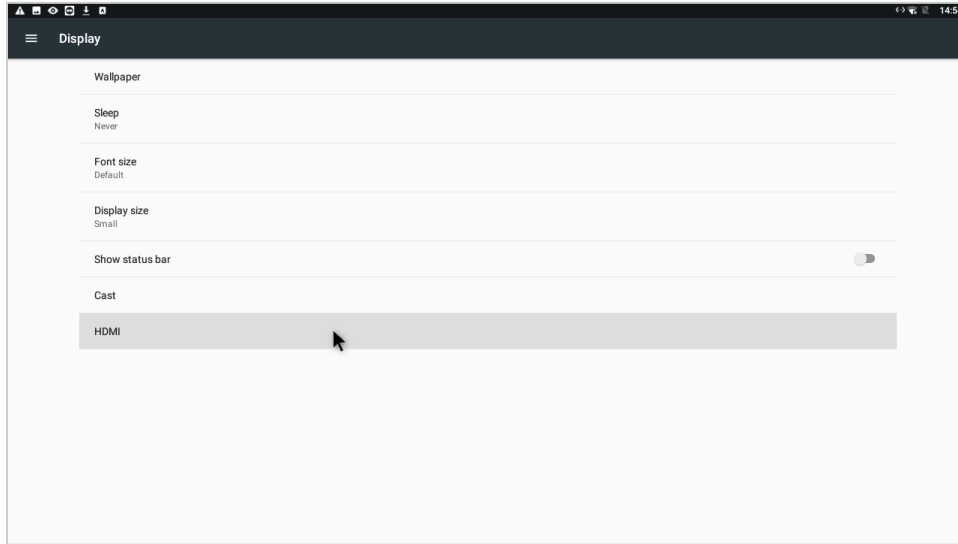 14:5
Display
Wallpaper
Sleep
Never
Font size
Default
Display size
Small
Show status bar
Cast
HDMI